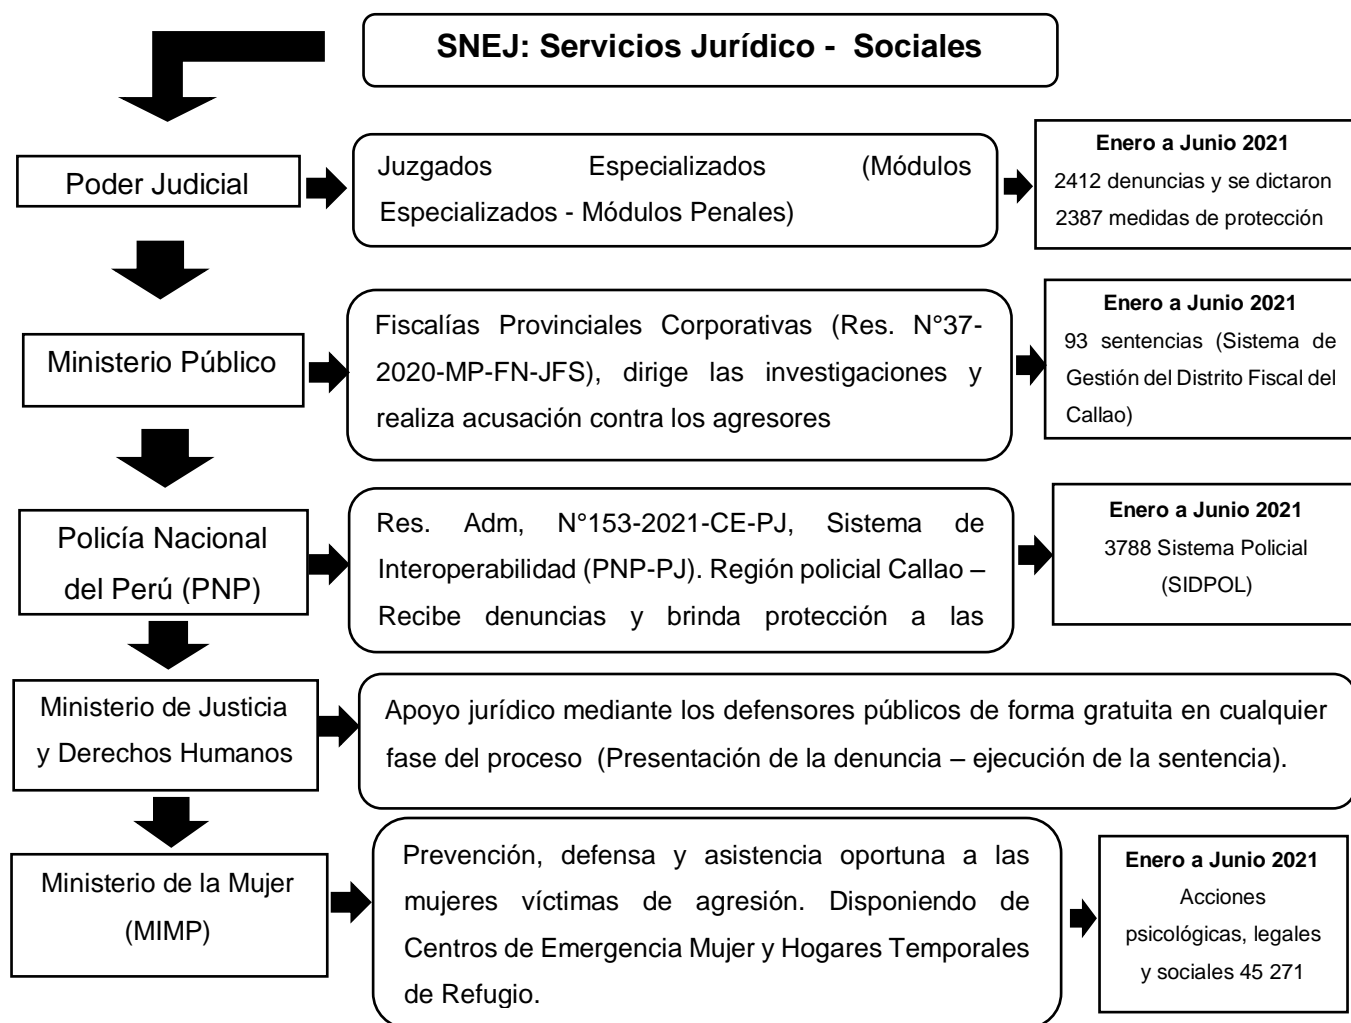 SNEJ: Servicios Jurídico - Sociales
Poder Judicial
Juzgados Especializados (Módulos
Especializados - Módulos Penales)
Enero a Junio 2021
2412 denuncias y se dictaron
2387 medidas de protección
Ministerio Público
Fiscalías Provinciales Corporativas (Res. N°37-
2020-MP-FN-JFS), dirige las investigaciones y
realiza acusación contra los agresores
Enero a Junio 2021
93 sentencias (Sistema de
Gestión del Distrito Fiscal del
Callao)
Policía Nacional
del Perú (PNP)
Res. Adm, N°153-2021-CE-PJ, Sistema de
Interoperabilidad (PNP-PJ). Región policial Callao –
Recibe denuncias y brinda protección a las
Enero a Junio 2021
3788 Sistema Policial
(SIDPOL)
Ministerio de Justicia
y Derechos Humanos
Apoyo jurídico mediante los defensores públicos de forma gratuita en cualquier
fase del proceso (Presentación de la denuncia – ejecución de la sentencia).
Ministerio de la Mujer
(MIMP)
Prevención, defensa y asistencia oportuna a las
mujeres víctimas de agresión. Disponiendo de
Centros de Emergencia Mujer y Hogares Temporales
de Refugio.
Enero a Junio 2021
Acciones
psicológicas, legales
y sociales 45 271